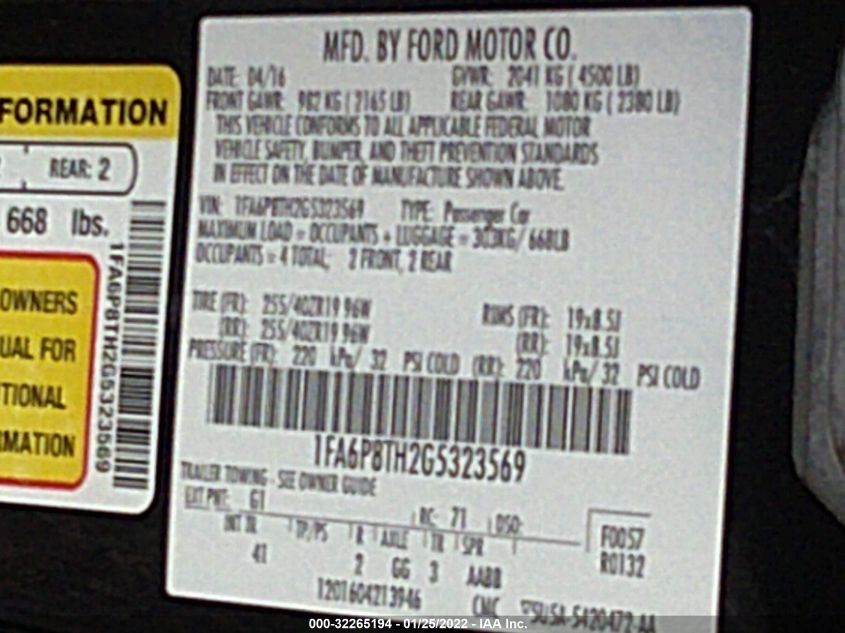 FORMATION
REAR: 2
668 lbs.
OWNERS
UAL FOR
TIONAL
RMATION
1FA6P8TH2G5323569
MFD. BY FORD MOTOR CO.
DATE: 04/16 GVWR: 2041 KG ( 4500 LB)
FRONT GAWR: 982 KG ( 2165 LB) REAR GAWR: 1080 KG ( 2380 LB)
THIS VEHICLE CONFORMS TO ALL APPLICABLE FEDERAL MOTOR
VEHICLE SAFETY, BUMPER, AND THEFT PREVENTION STANDARDS
IN EFFECT ON THE DATE OF MANUFACTURE SHOWN ABOVE.
VIN: 1FA6P8TH2G5323569 TYPE: Passenger Car
MAXIMUM LOAD = OCCUPANTS + LUGGAGE = 303KG/ 668LB
OCCUPANTS = 4 TOTAL: 2 FRONT, 2 REAR
TIRE (FR): 255/40ZR19 96W RIMS (FR): 19x8.5J
(RR): 255/40ZR19 96W (RR): 19x8.5J
PRESSURE (FR): 220 kPa/ 32 PSI COLD (RR): 220 kPa/ 32 PSI COLD
1FA6P8TH2G5323569
TRAILER TOWING - SEE OWNER GUIDE
EXT PNT: G1 RC: 71 DSO: F0057
INT TR TP/PS R AXLE TR SPR R0132
41 2 GG 3 AABB
1201604213946 CMC 5U5A-5420472-AA
000-32265194 - 01/25/2022 - IAA Inc.